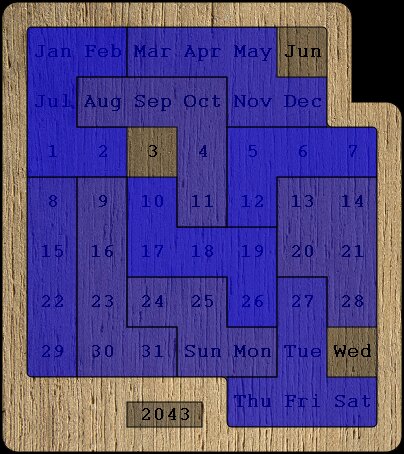 Jan Feb Mar Apr May Jun
Jul Aug Sep Oct Nov Dec
1 2 3 4 5 6 7
8 9 10 11 12 13 14
15 16 17 18 19 20 21
22 23 24 25 26 27 28
29 30 31 Sun Mon Tue Wed
Thu Fri Sat
2043